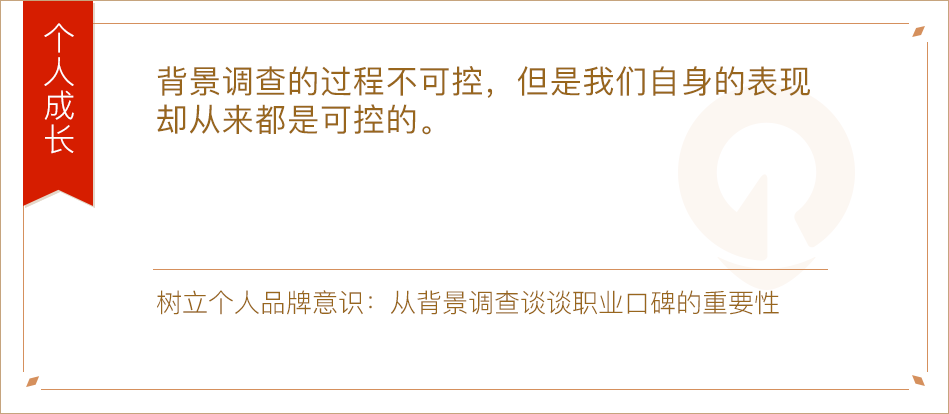 个人成长
背景调查的过程不可控，但是我们自身的表现
却从来都是可控的。
树立个人品牌意识：从背景调查谈谈职业口碑的重要性